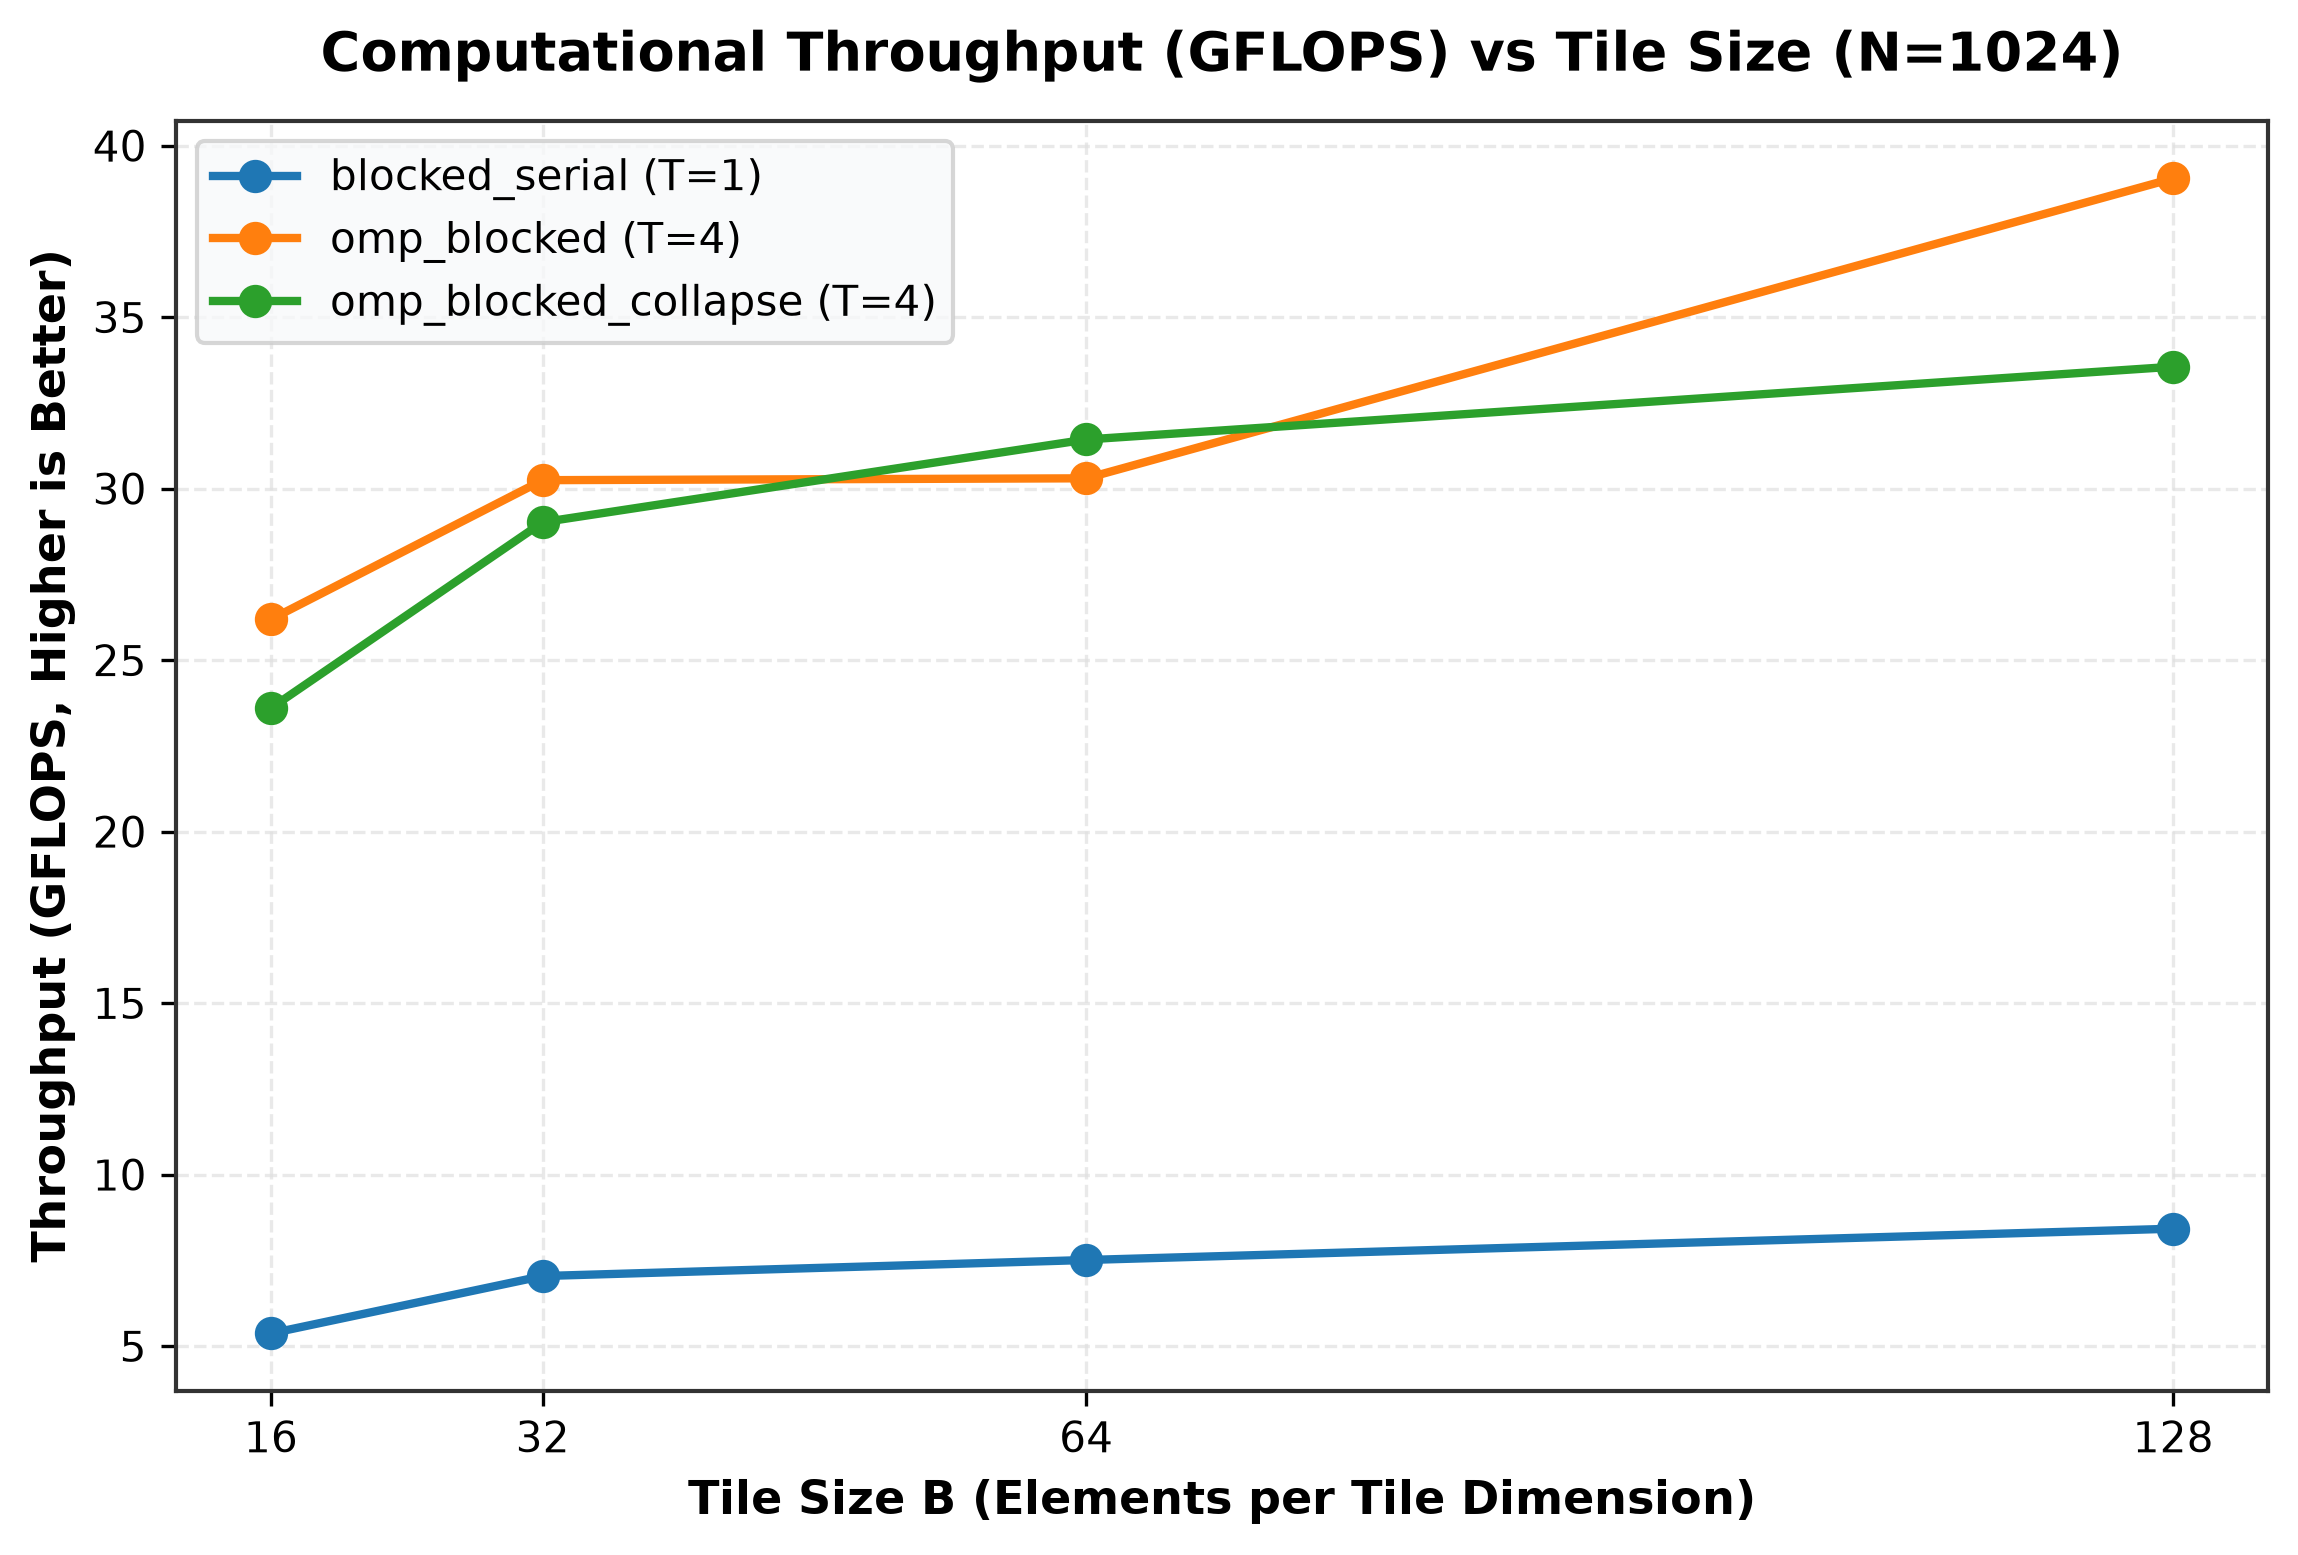 Computational Throughput (GFLOPS) vs Tile Size (N=1024)
blocked_serial (T=1)
omp_blocked (T=4)
omp_blocked_collapse (T=4)
Throughput (GFLOPS, Higher is Better)
40
35
30
25
20
15
10
5
16 32 64 128
Tile Size B (Elements per Tile Dimension)